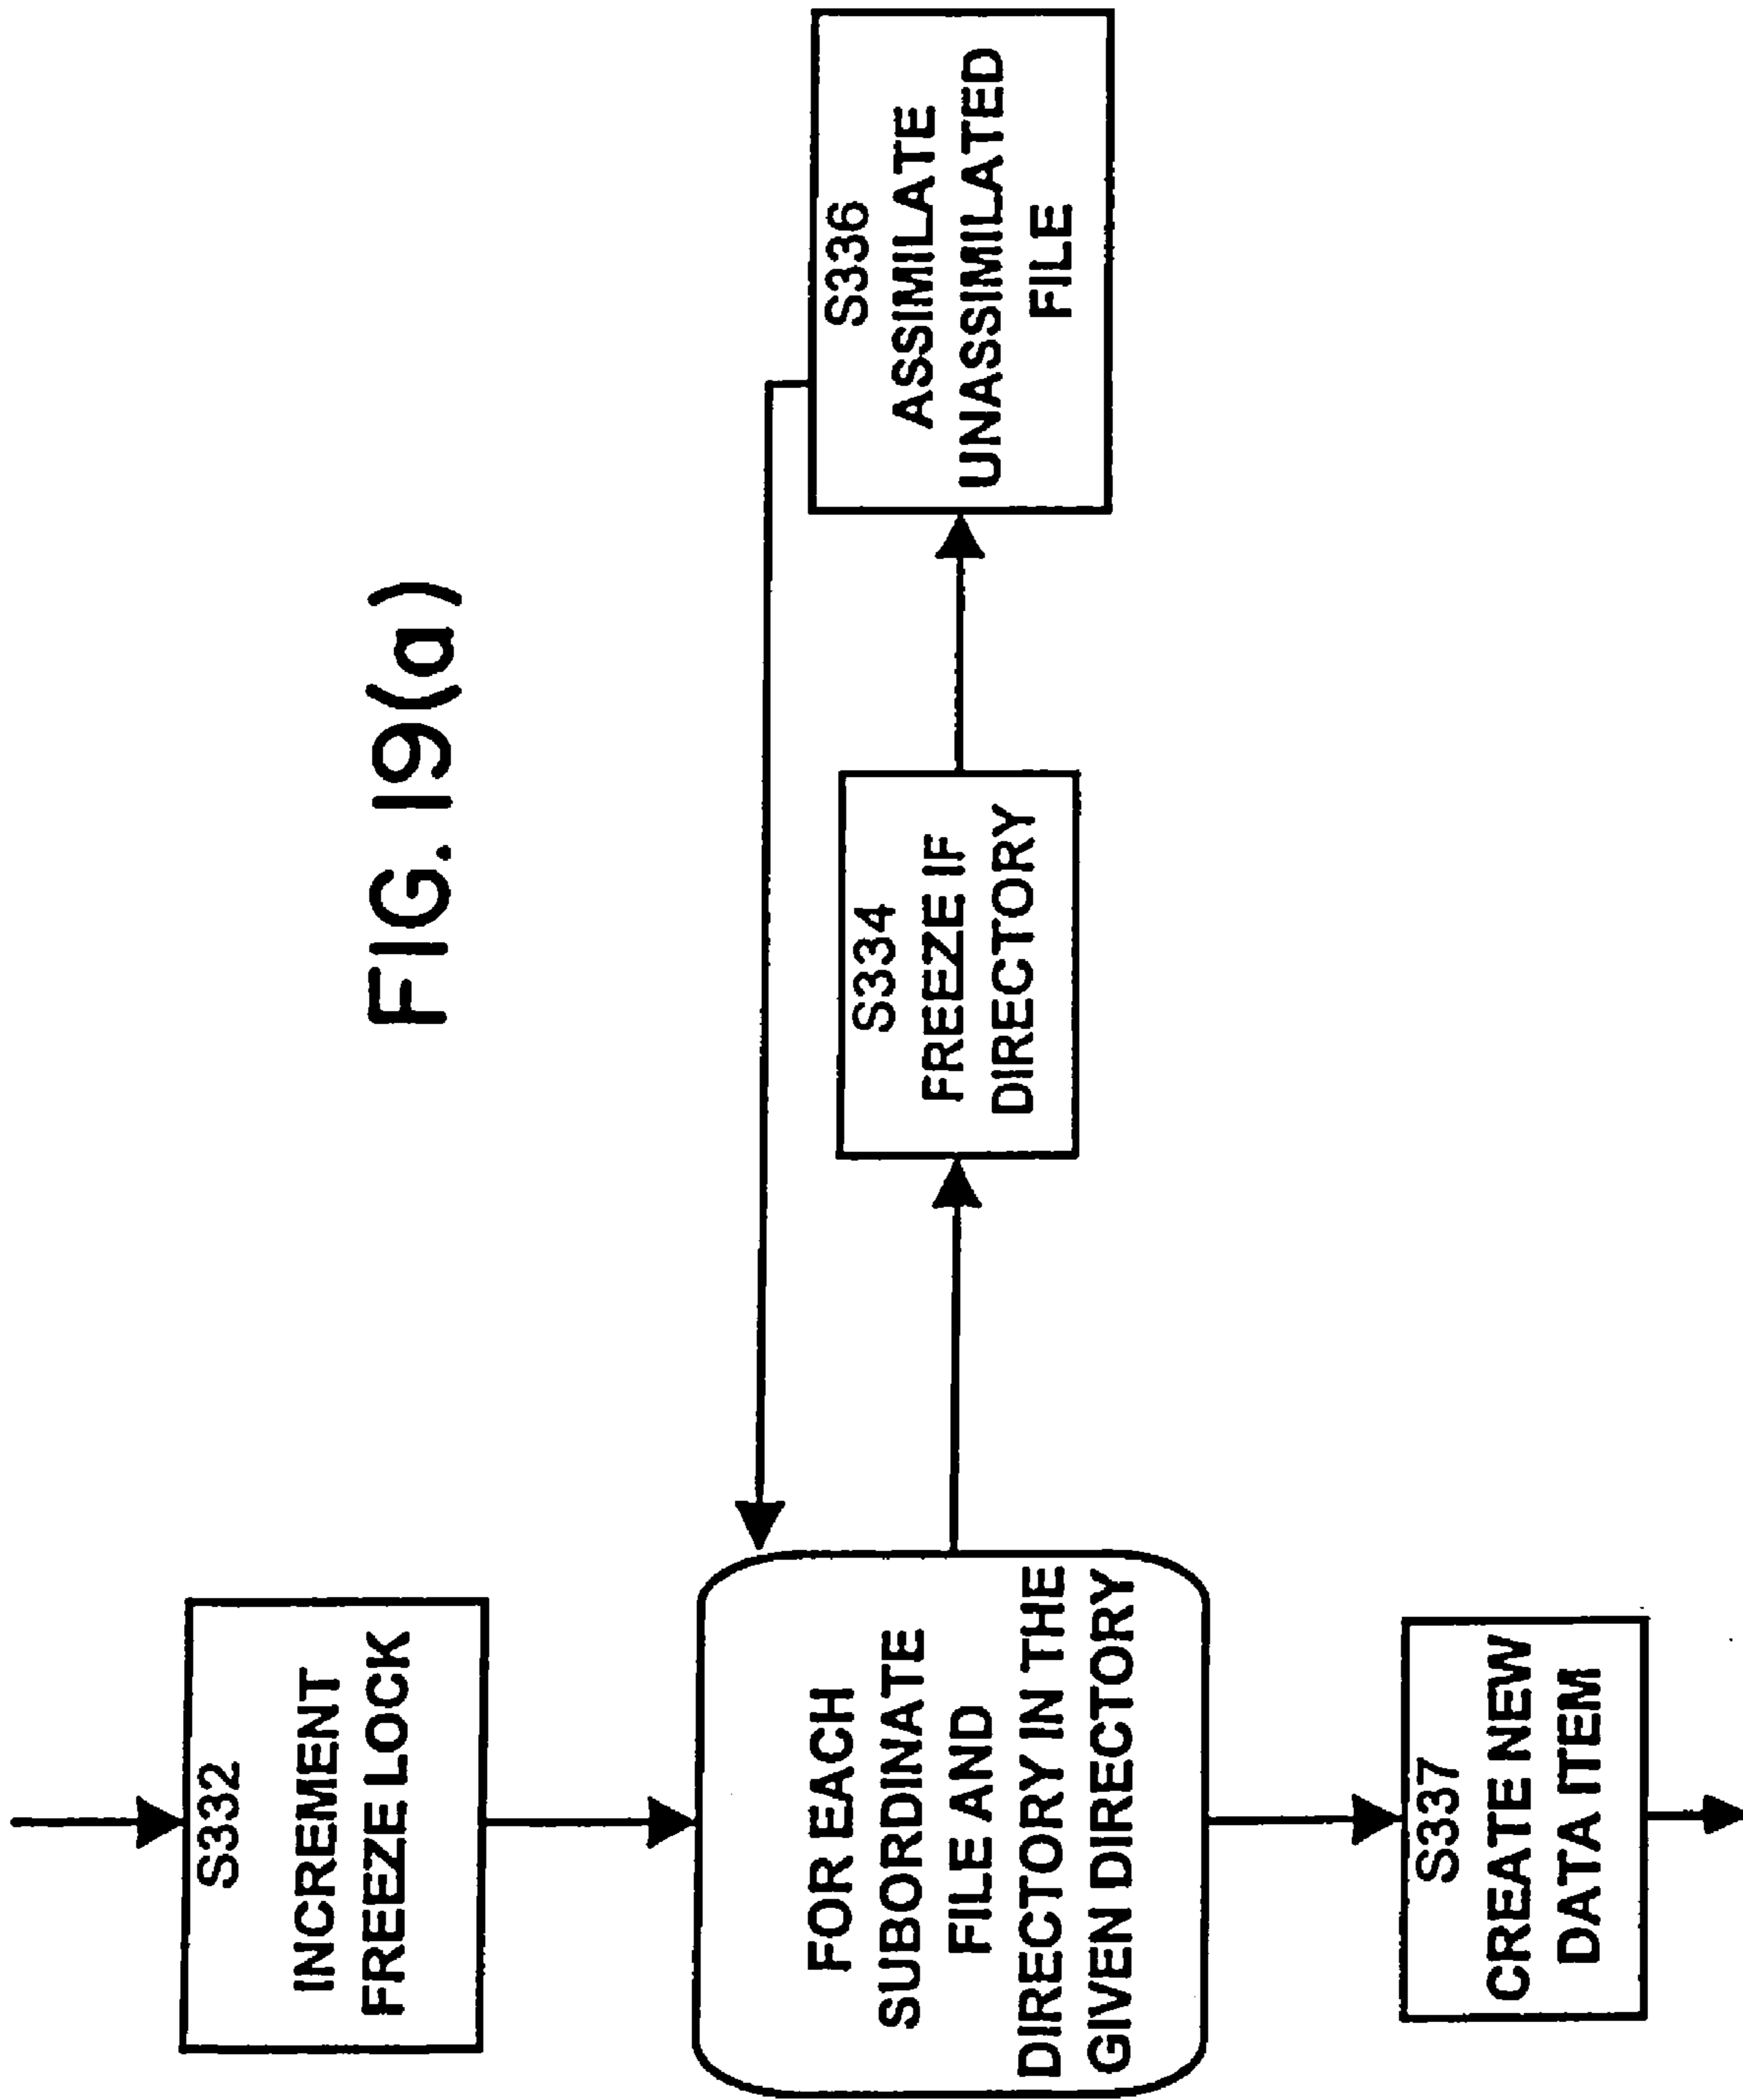 FIG. 19(a)
S332
INCREMENT
FREEZE LOCK
FOR EACH
SUBORDINATE
FILE AND
DIRECTORY IN THE
GIVEN DIRECTORY
S334
FREEZE IF
DIRECTORY
S336
ASSIMILATE
UNASSIMILATED
FILE
S337
CREATE NEW
DATA ITEM